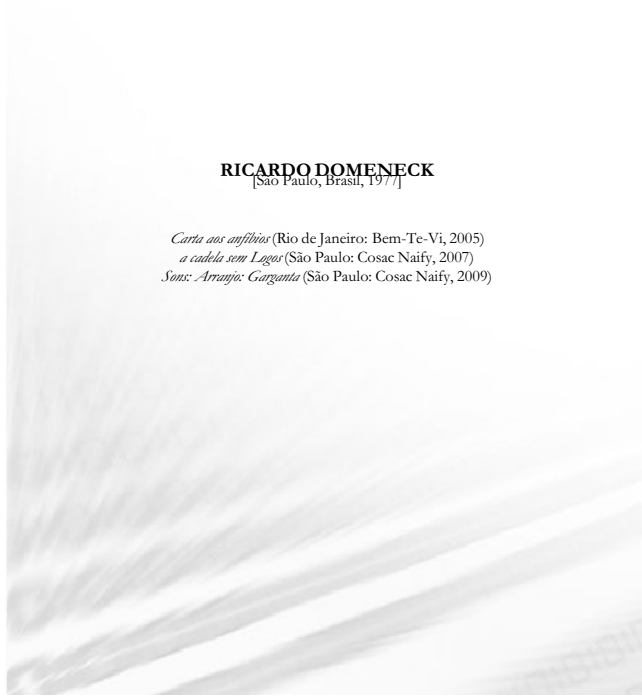 RICARDO DOMENECK
[São Paulo, Brasil, 1977]
Carta aos anfíbios (Rio de Janeiro: Bem-Te-Vi, 2005)
a cadela sem Logos (São Paulo: Cosac Naify, 2007)
Sons: Arranjo: Garganta (São Paulo: Cosac Naify, 2009)